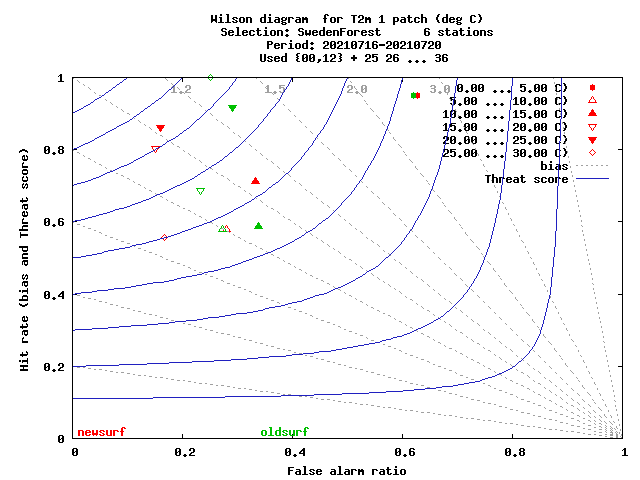 Wilson diagram for T2m 1 patch (deg C)
Selection: SwedenForest 6 stations
Period: 20210716-20210720
Used {00,12} + 25 26 ... 36
1
1.2
1.5
2.0
3.0
0.00 ... 5.00 C)
5.00 ... 10.00 C)
10.00 ... 15.00 C)
15.00 ... 20.00 C)
20.00 ... 25.00 C)
25.00 ... 30.00 C)
bias
Threat score
0.8
0.6
0.4
0.2
0
Hit rate (bias and Threat score)
newsurf
oldsurf
0 0.2 0.4 0.6 0.8 1
False alarm ratio